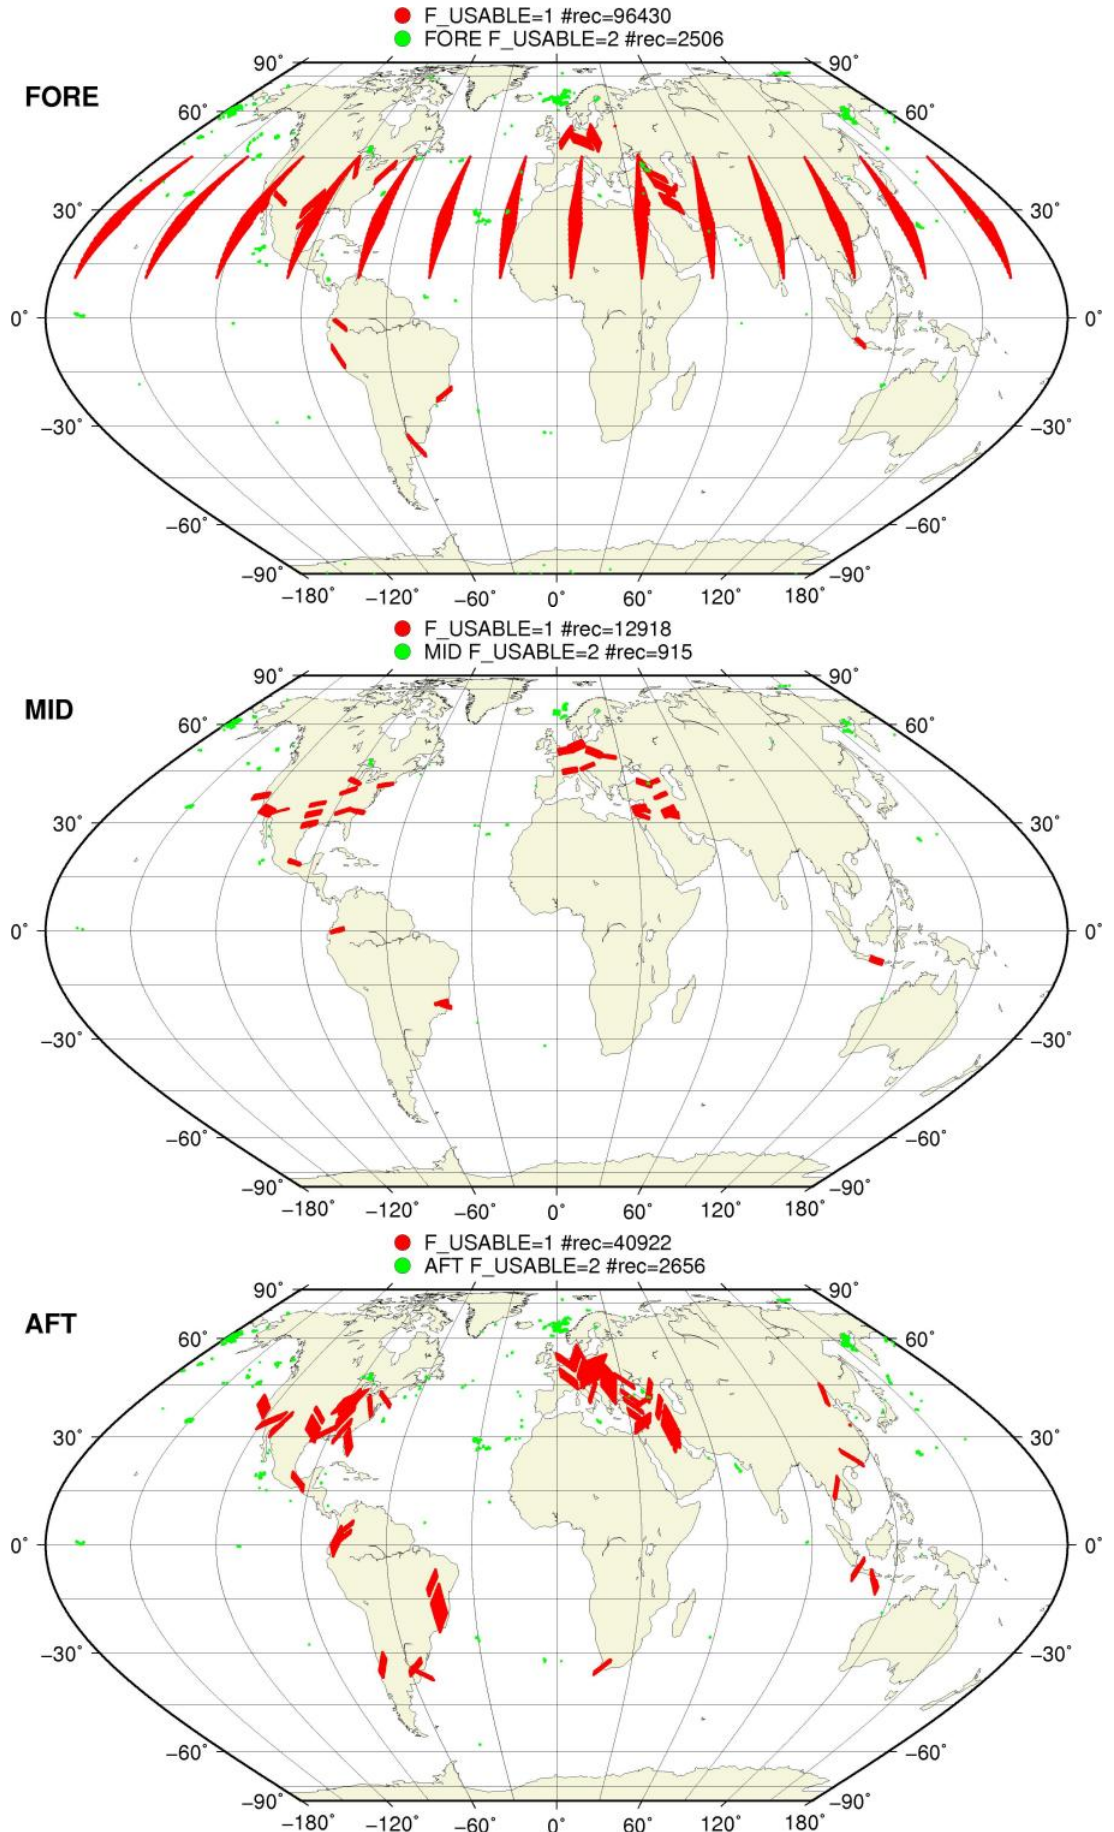 F_USABLE=1 #rec=96430
FORE F_USABLE=2 #rec=2506
FORE
90° 90°
60° 60°
30° 30°
0° 0°
−30° −30°
−60° −60°
−90° −90°
−180° −120° −60° 0° 60° 120° 180°
F_USABLE=1 #rec=12918
MID F_USABLE=2 #rec=915
MID
90° 90°
60° 60°
30° 30°
0° 0°
−30° −30°
−60° −60°
−90° −90°
−180° −120° −60° 0° 60° 120° 180°
F_USABLE=1 #rec=40922
AFT F_USABLE=2 #rec=2656
AFT
90° 90°
60° 60°
30° 30°
0° 0°
−30° −30°
−60° −60°
−90° −90°
−180° −120° −60° 0° 60° 120° 180°